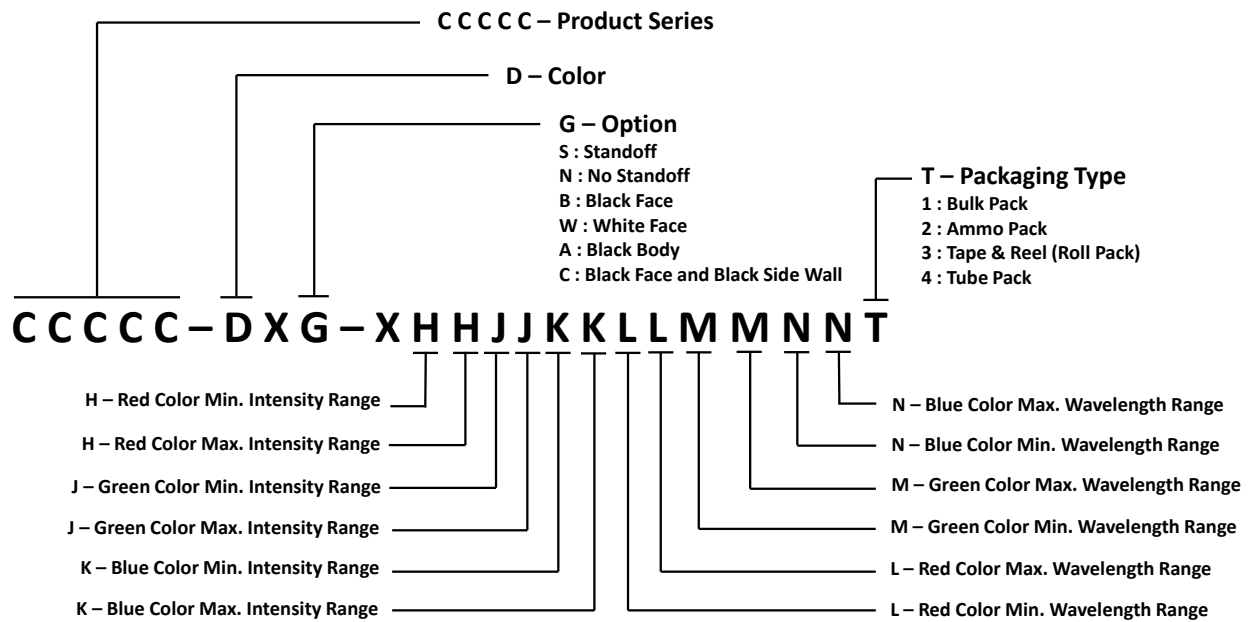 C C C C C – Product Series
D – Color
G – Option
S : Standoff
N : No Standoff
B : Black Face
W : White Face
A : Black Body
C : Black Face and Black Side Wall
T – Packaging Type
1 : Bulk Pack
2 : Ammo Pack
3 : Tape & Reel (Roll Pack)
4 : Tube Pack
C C C C C – D X G – X H H J J K K L L M M N N T
H – Red Color Min. Intensity Range
H – Red Color Max. Intensity Range
J – Green Color Min. Intensity Range
J – Green Color Max. Intensity Range
K – Blue Color Min. Intensity Range
K – Blue Color Max. Intensity Range
N – Blue Color Max. Wavelength Range
N – Blue Color Min. Wavelength Range
M – Green Color Max. Wavelength Range
M – Green Color Min. Wavelength Range
L – Red Color Max. Wavelength Range
L – Red Color Min. Wavelength Range